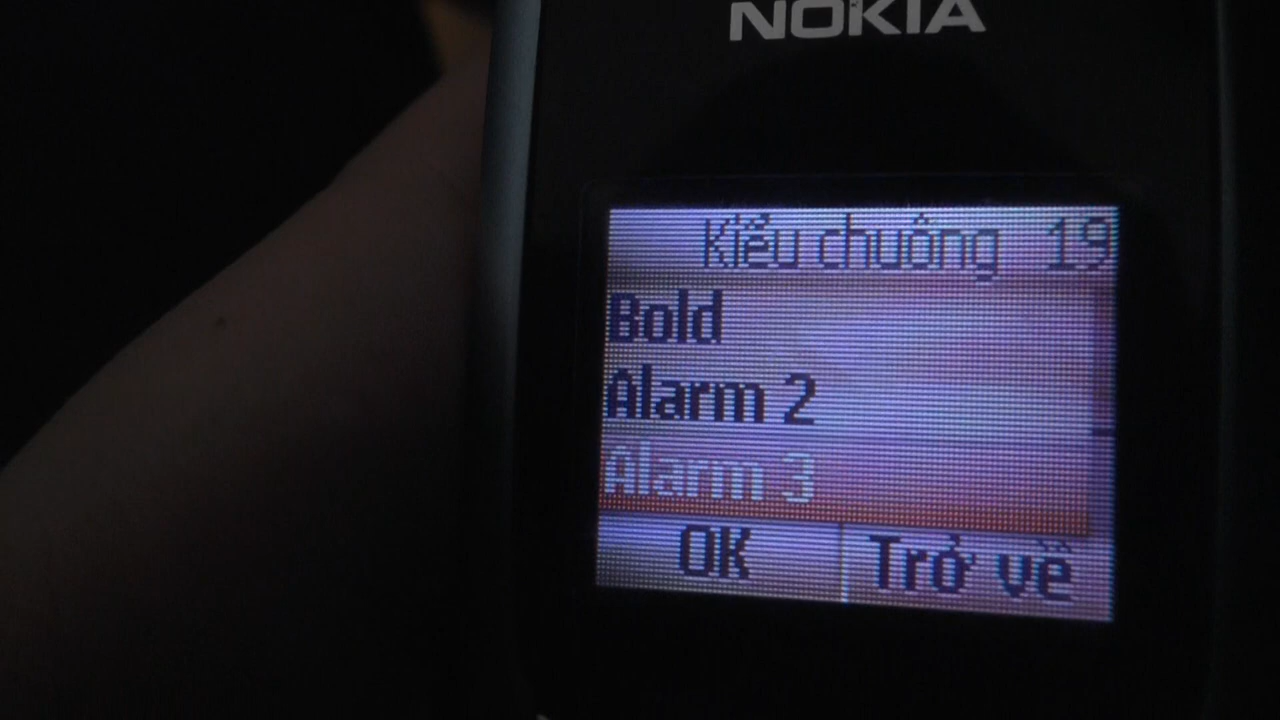 NOKIA
Kiểu chuông 19
Bold
Alarm 2
Alarm 3
OK Trở về